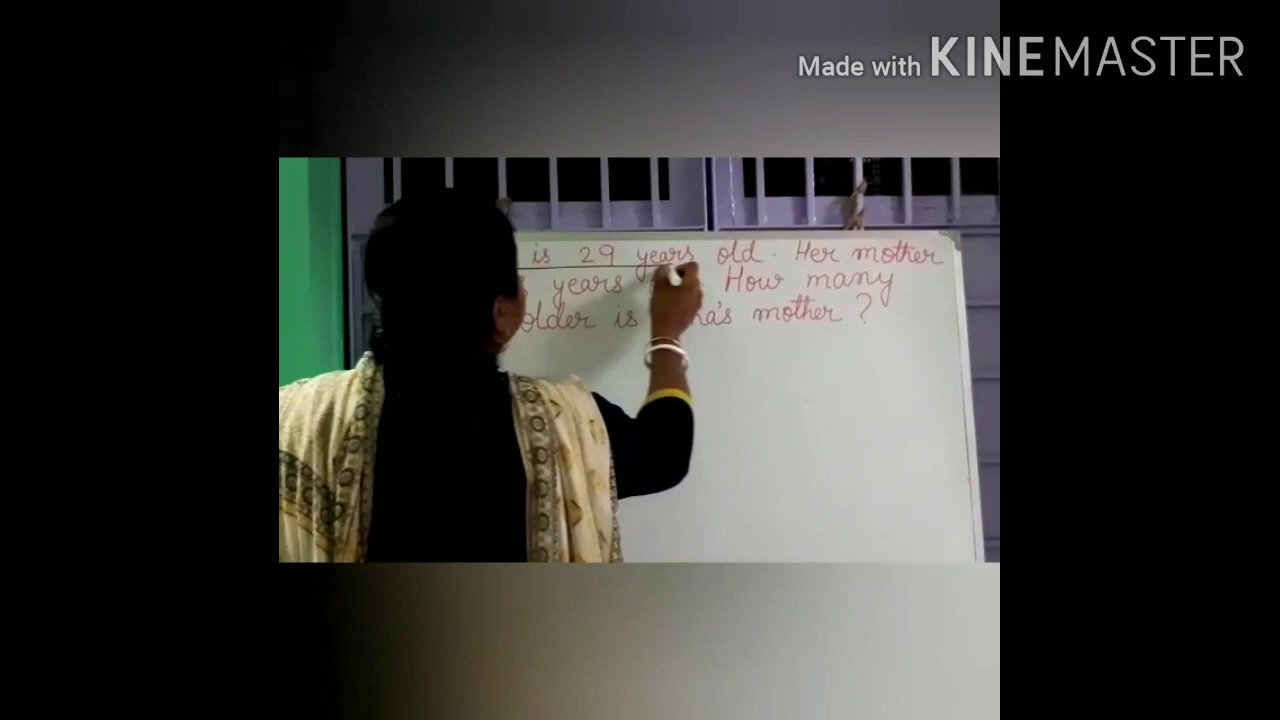 Made with KINEMASTER
is 29 years old. Her mother
years How many
older is mother ?